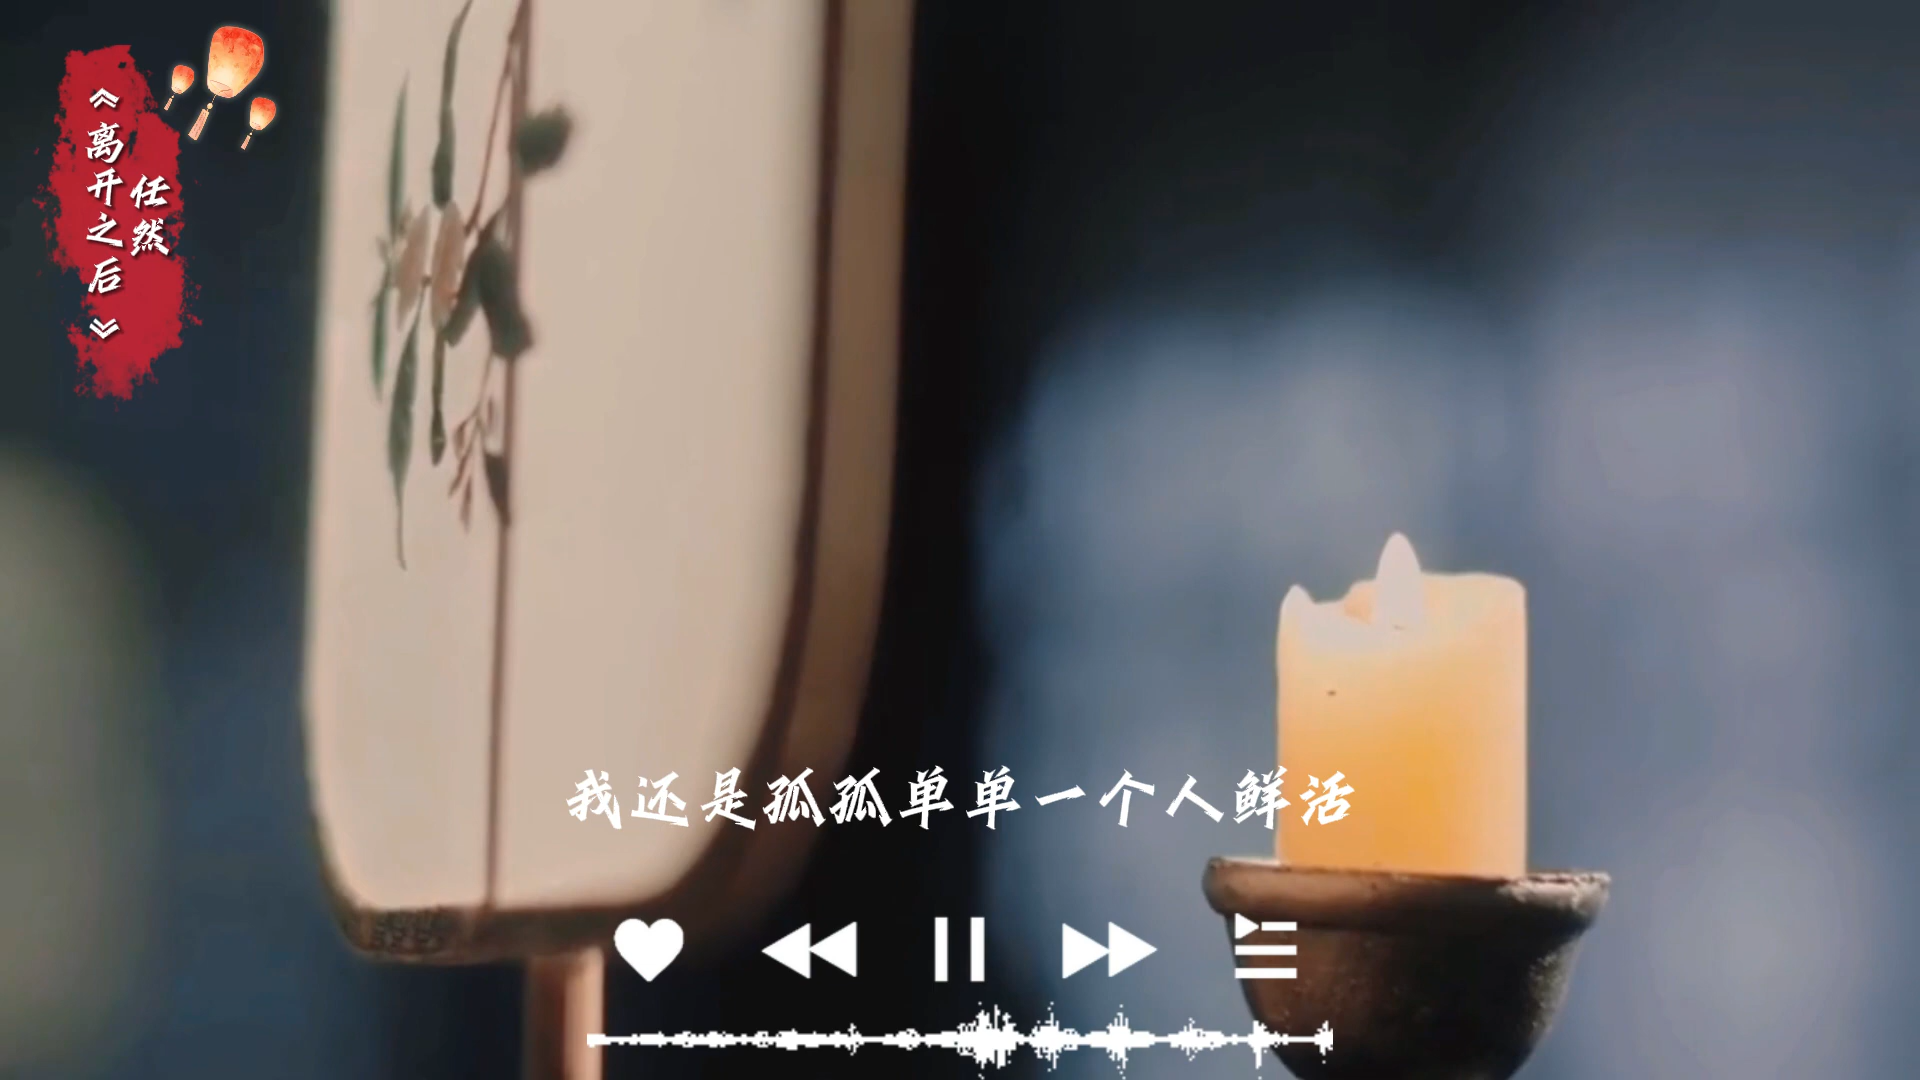 《离开之后》
任然
我还是孤孤单单一个人鲜活